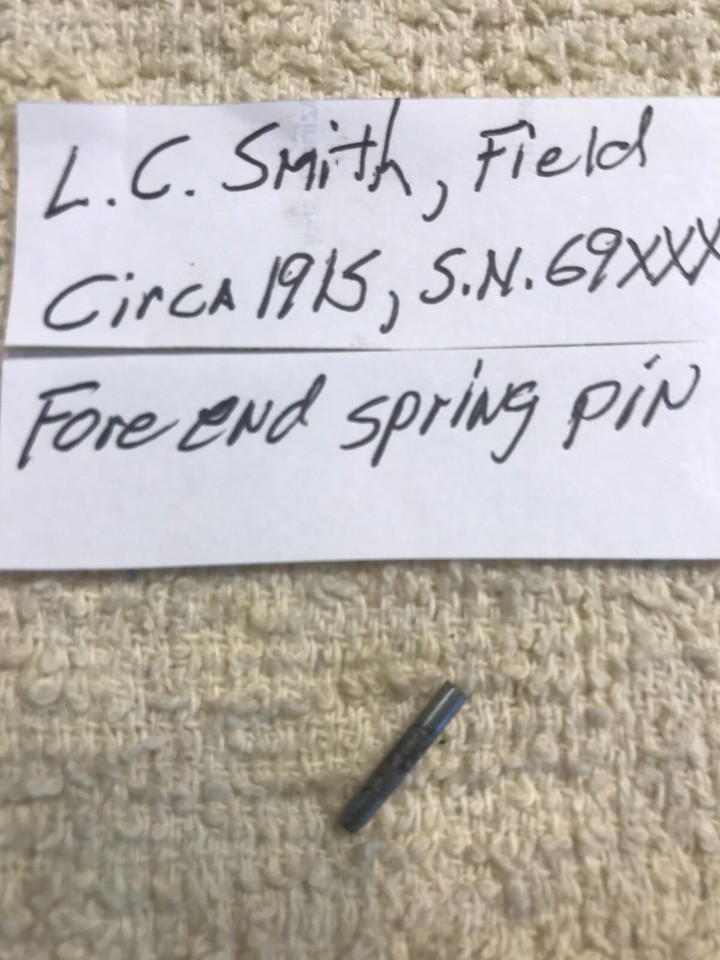 L.C. Smith, Field
Circa 1915, S.N. 69XXX
Fore end spring pin